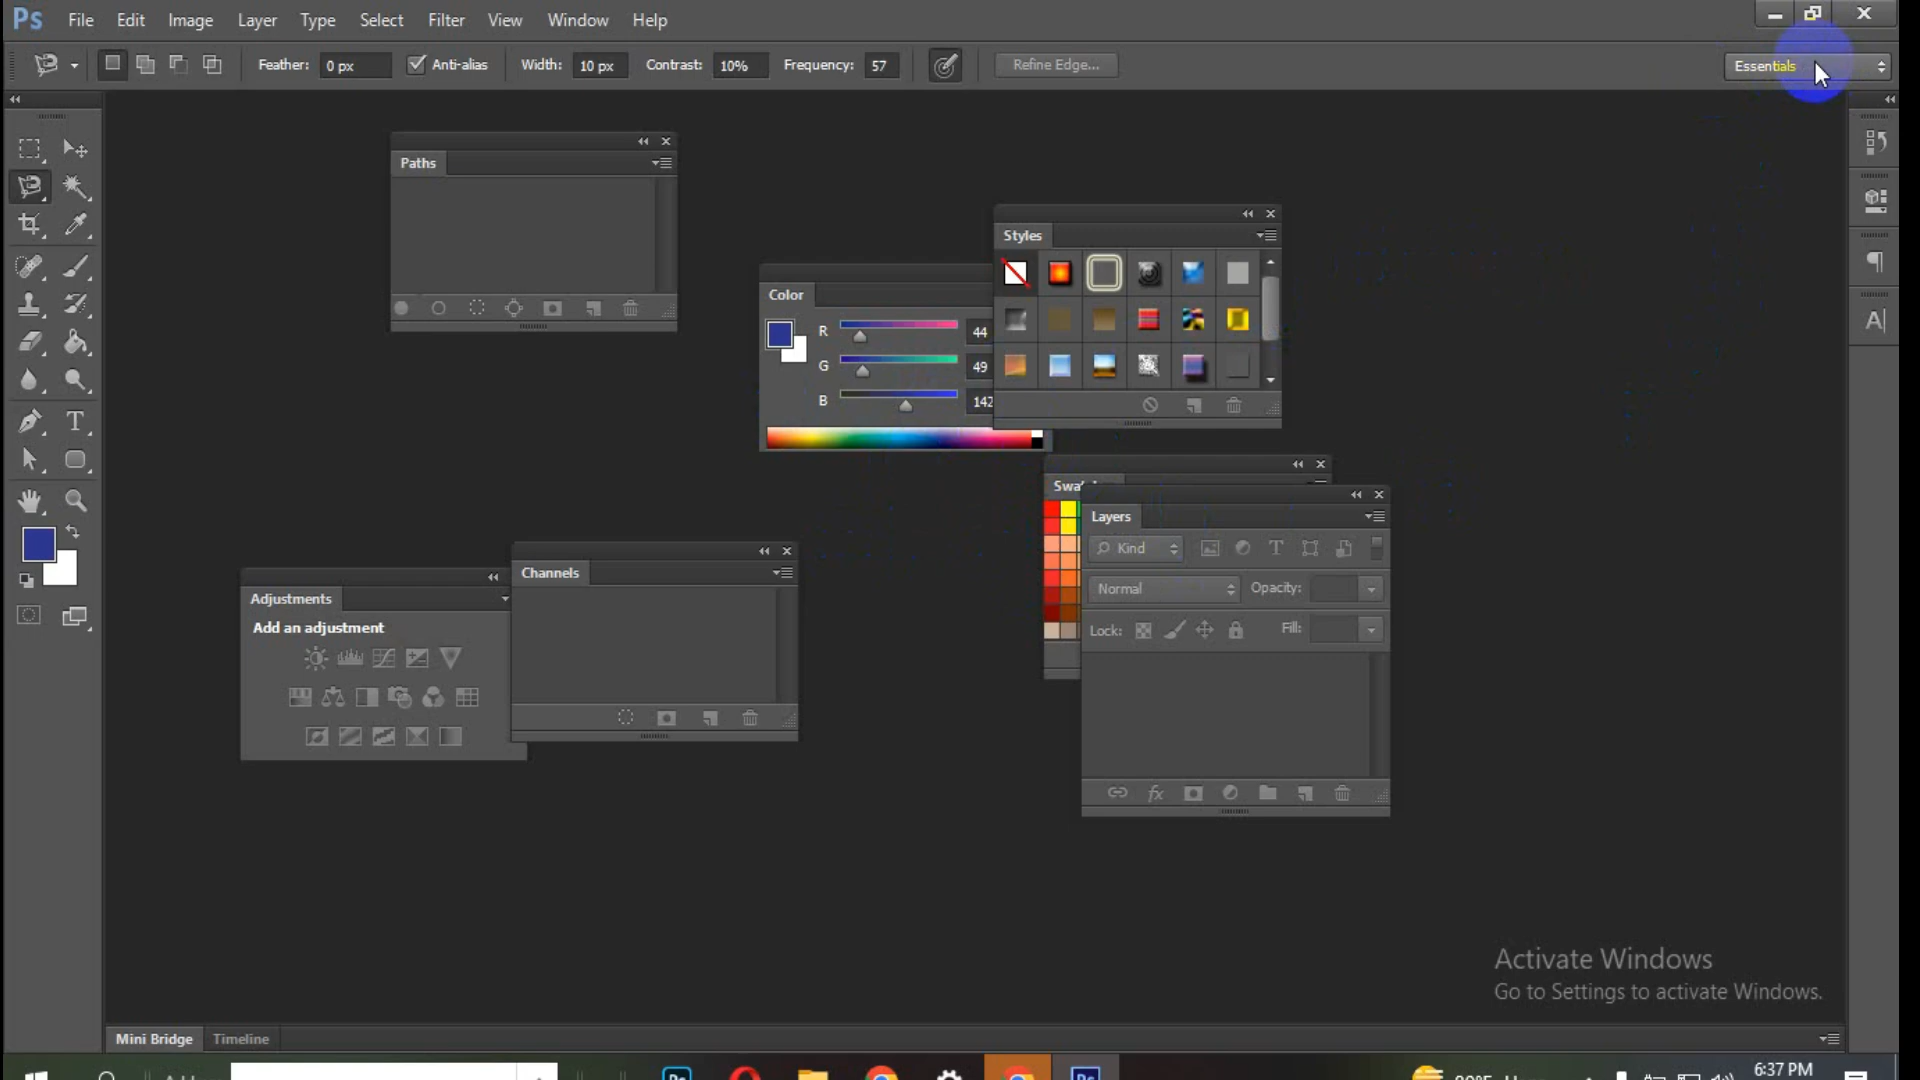 Ps File Edit Image Layer Type Select Filter View Window Help
Feather: 0 px Anti-alias Width: 10 px Contrast: 10% Frequency: 57 Refine Edge... Essentials
Paths
Styles
Color
R 44
G 49
B 142
Layers
Kind
Normal Opacity:
Lock: Fill:
Channels
Adjustments
Add an adjustment
Activate Windows
Go to Settings to activate Windows.
Mini Bridge Timeline
6:37 PM